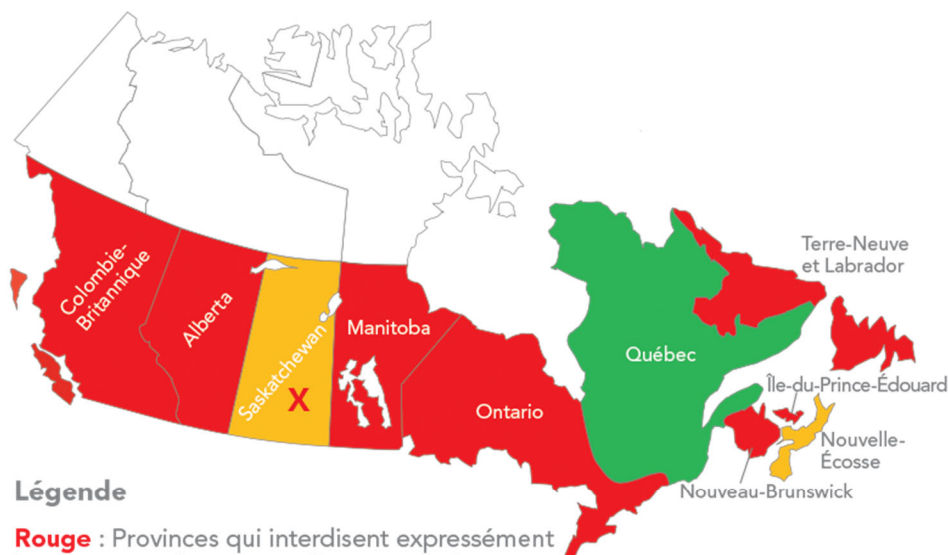 Colombie-
Britannique
Alberta
Saskatchewan
X
Manitoba
Ontario
Québec
Terre-Neuve
et Labrador
Île-du-Prince-Édouard
Nouvelle-
Écosse
Nouveau-Brunswick
Légende
Rouge : Provinces qui interdisent expressément